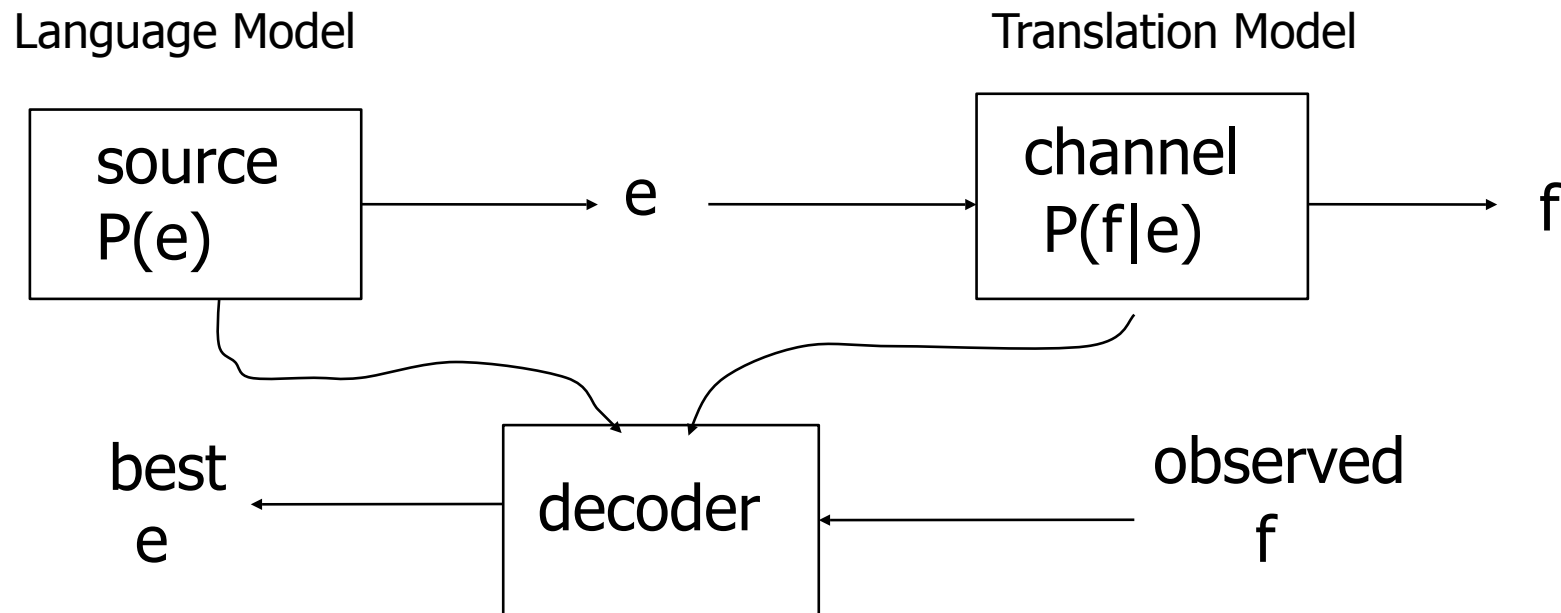 Language Model
Translation Model
source
P(e)
e
channel
P(f|e)
f
best
e
decoder
observed
f